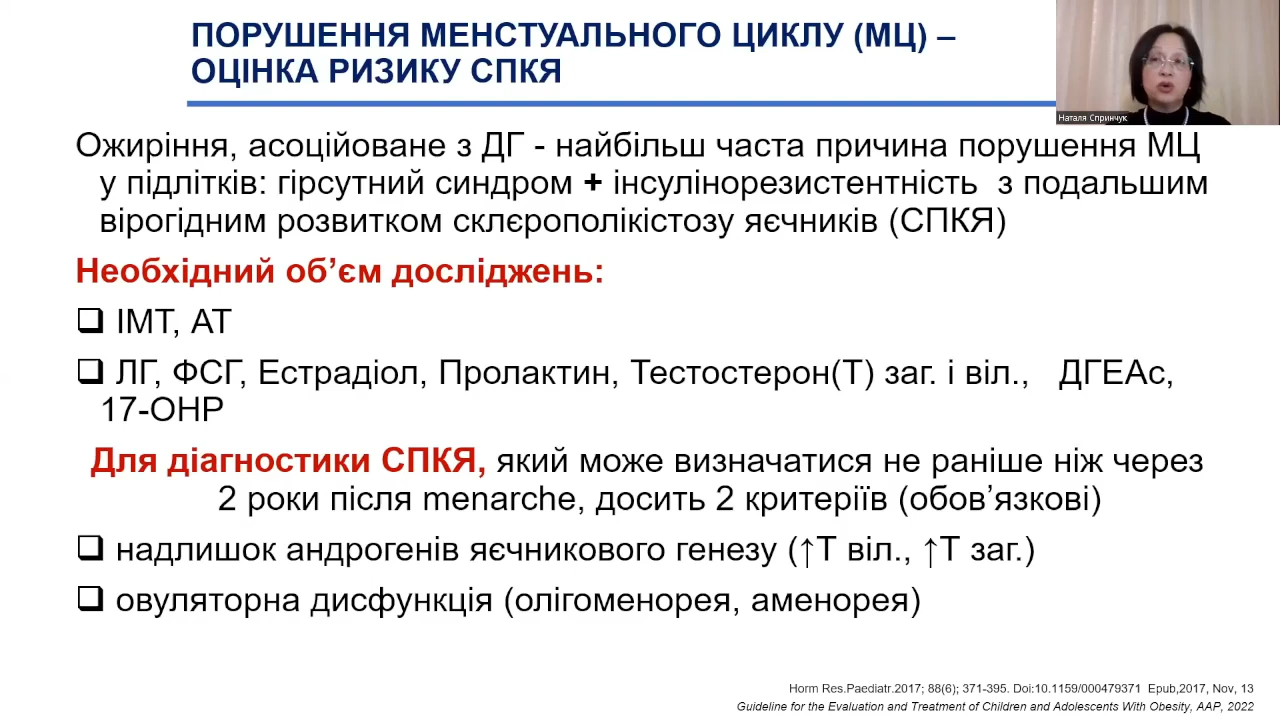 ПОРУШЕННЯ МЕНСТУАЛЬНОГО ЦИКЛУ (МЦ) –
ОЦІНКА РИЗИКУ СПКЯ
Наталя Спринчук
Ожиріння, асоційоване з ДГ - найбільш часта причина порушення МЦ
у підлітків: гірсутний синдром + інсулінорезистентність з подальшим
вірогідним розвитком склєрополікістозу яєчників (СПКЯ)
Необхідний об’єм досліджень:
❑ ІМТ, АТ
❑ ЛГ, ФСГ, Естрадіол, Пролактин, Тестостерон(Т) заг. і віл., ДГЕАс,
17-ОНР
Для діагностики СПКЯ, який може визначатися не раніше ніж через
2 роки після menarche, досить 2 критеріїв (обов’язкові)
❑ надлишок андрогенів яєчникового генезу (↑Т віл., ↑Т заг.)
❑ овуляторна дисфункція (олігоменорея, аменорея)
Horm Res.Paediatr.2017; 88(6); 371-395. Doi:10.1159/000479371 Epub,2017, Nov, 13
Guideline for the Evaluation and Treatment of Children and Adolescents With Obesity, AAP, 2022